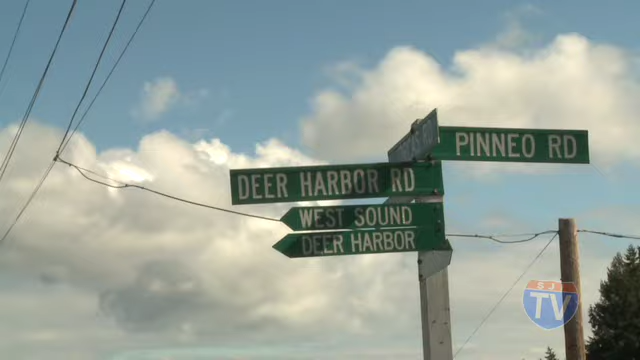 PINNEO RD
DEER HARBOR RD
WEST SOUND
DEER HARBOR
SJ
TV